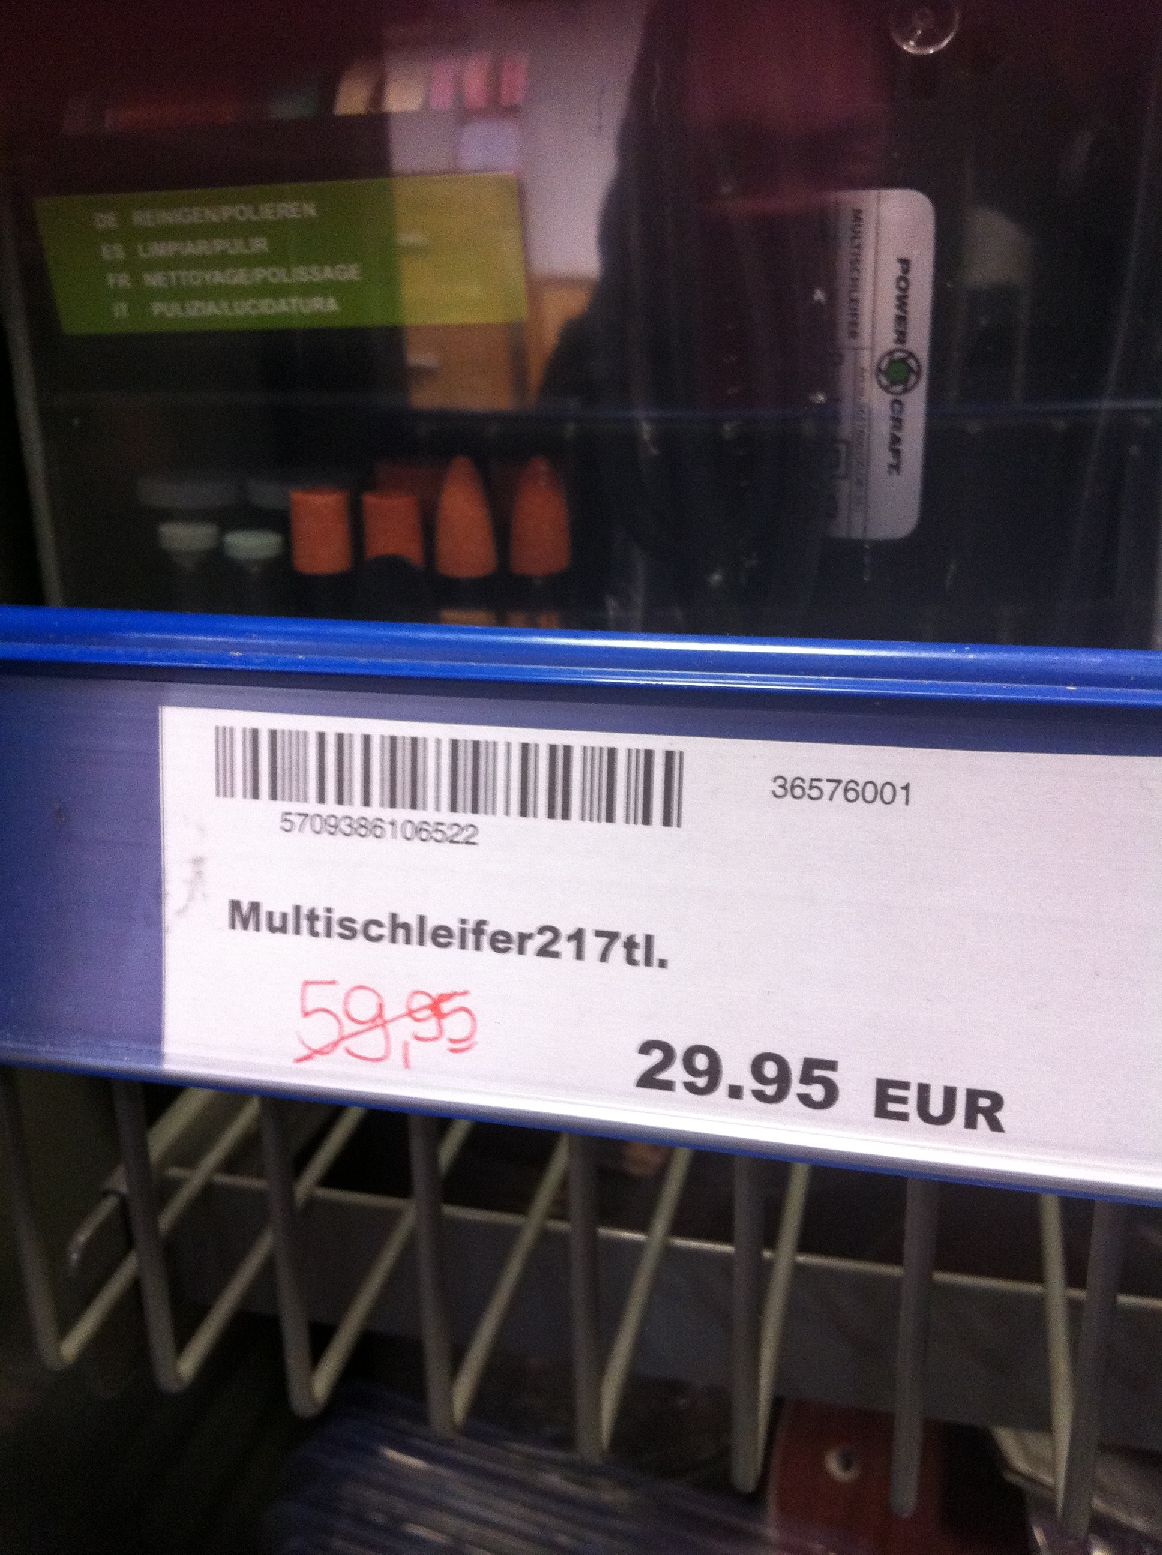 DE REINIGEN/POLIEREN
ES LIMPIAR/PULIR
FR NETTOYAGE/POLISSAGE
IT PULIZIA/LUCIDATURA
MULTISCHLEIFER
POWER CRAFT
5709386106522
36576001
Multischleifer217tl.
59,95
29.95 EUR